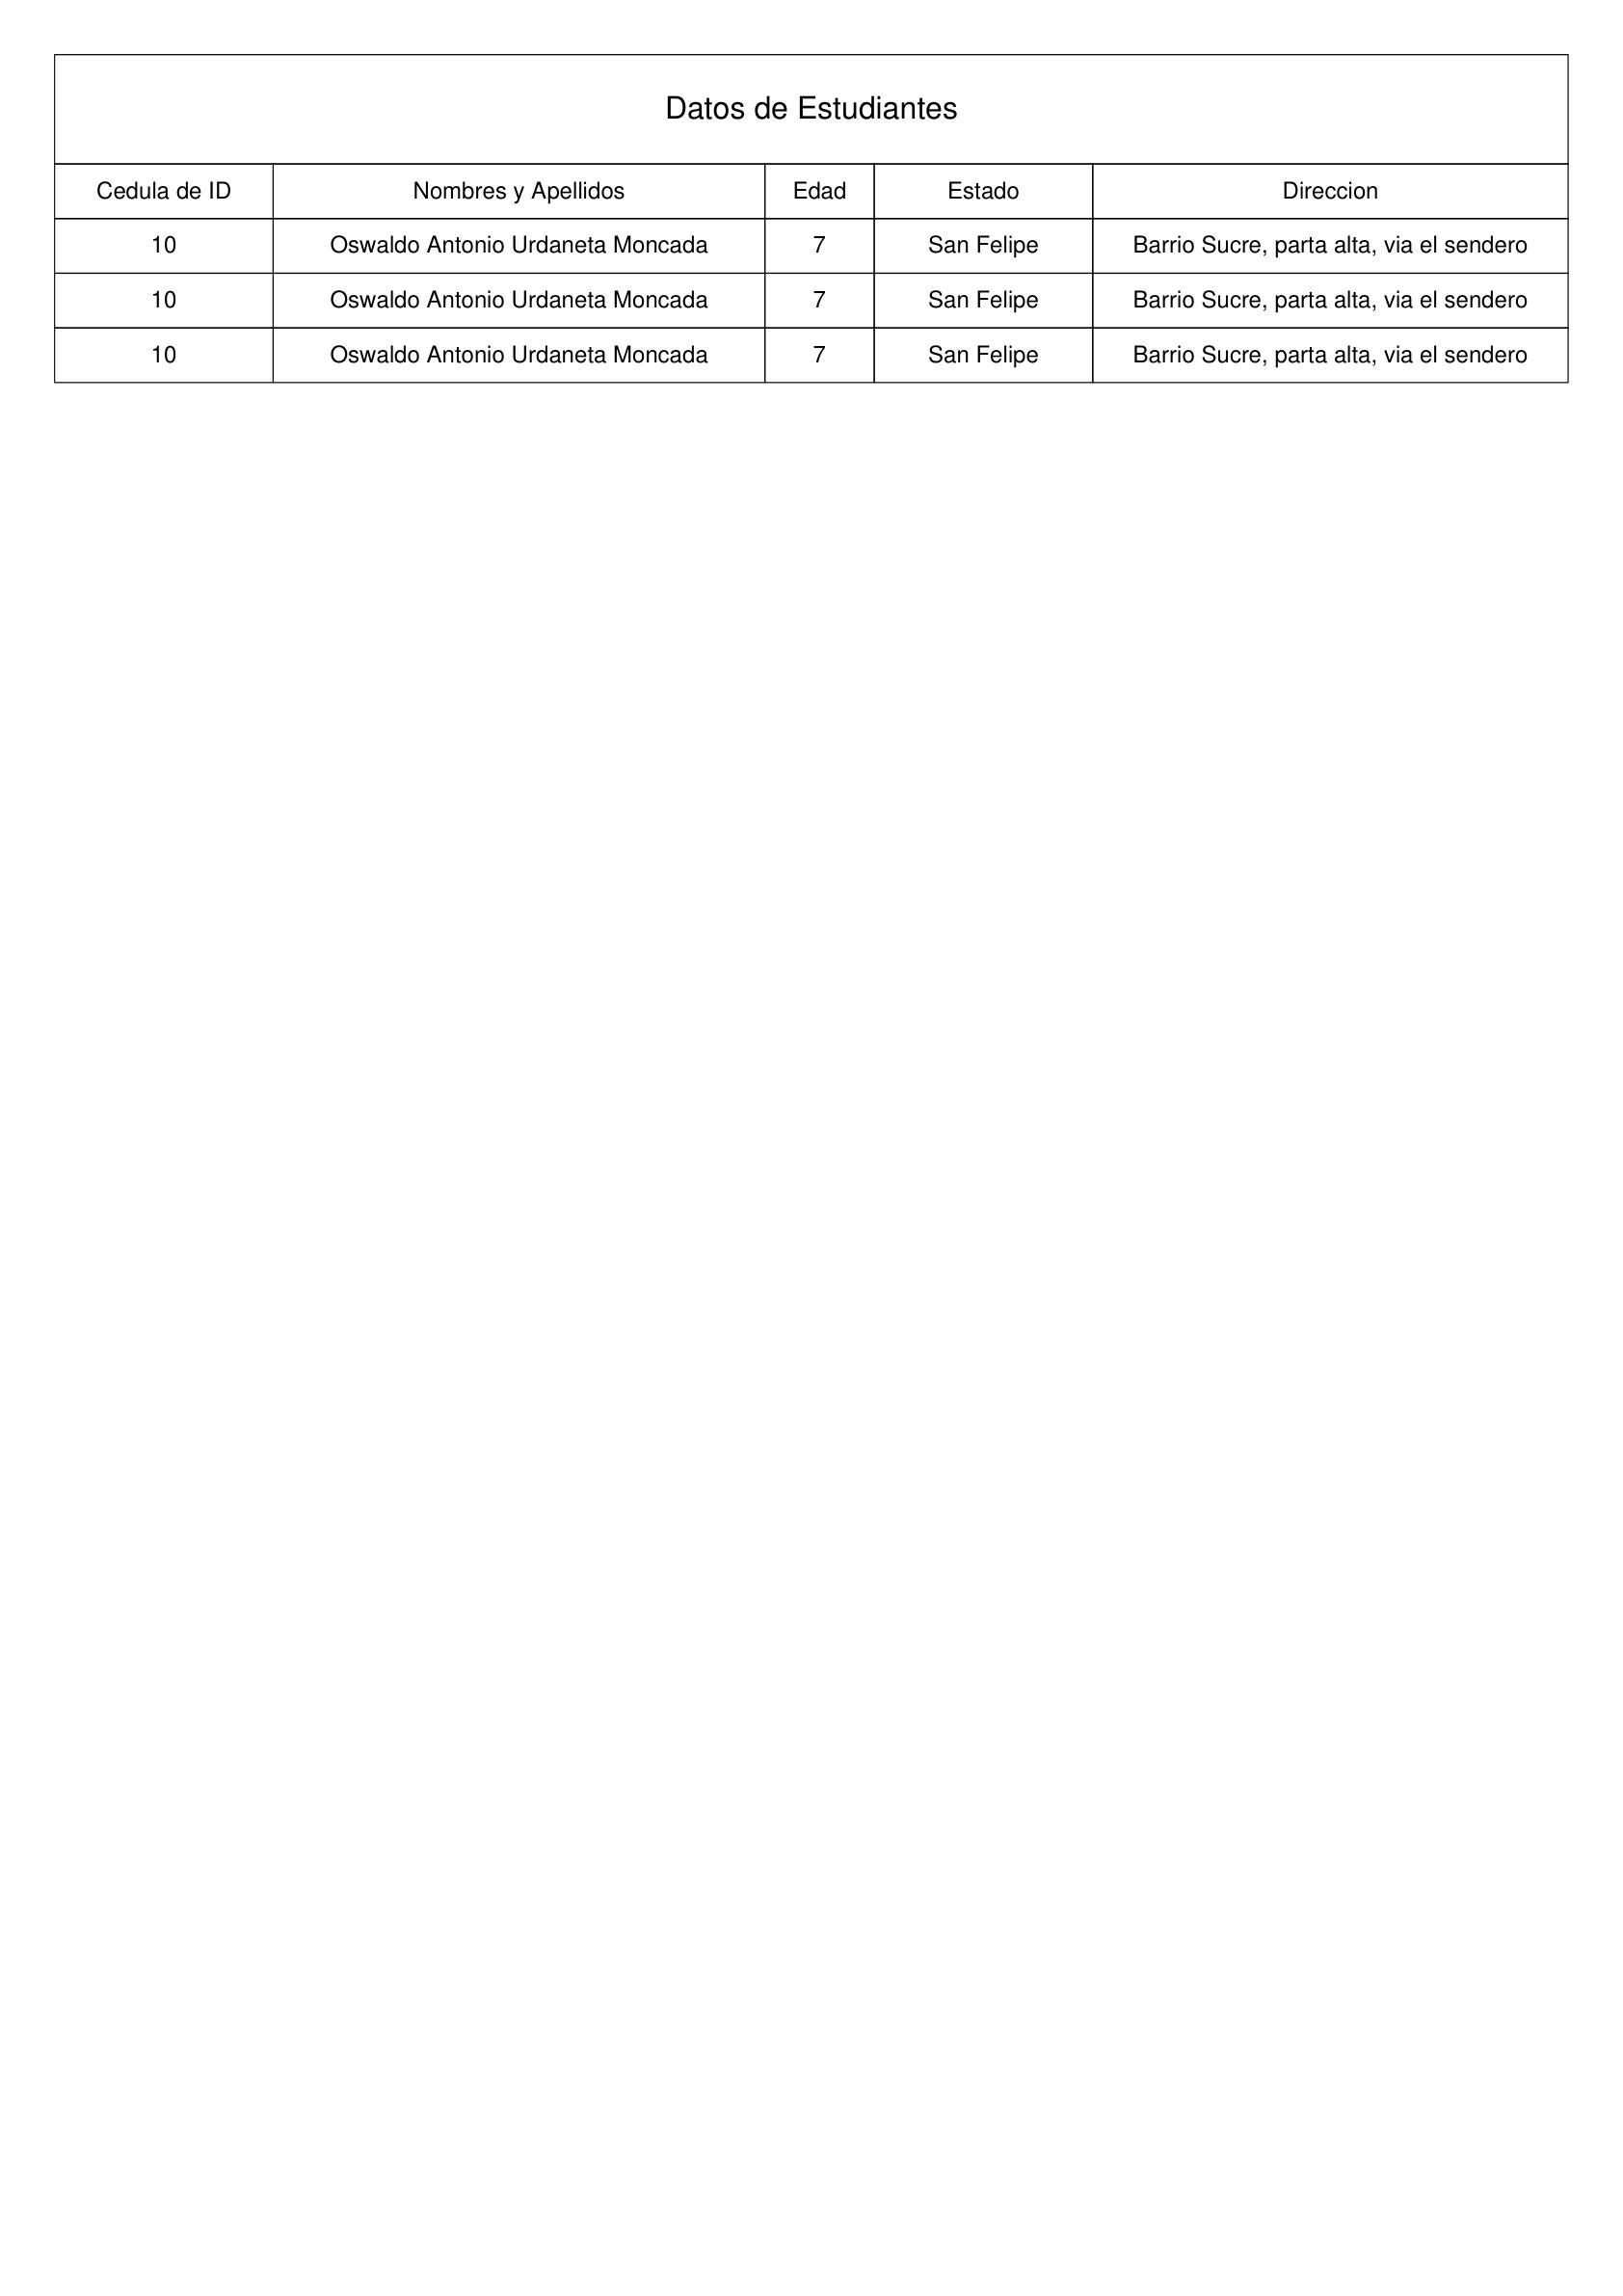 Datos de Estudiantes
Cedula de ID Nombres y Apellidos Edad Estado Direccion
10 Oswaldo Antonio Urdaneta Moncada 7 San Felipe Barrio Sucre, parta alta, via el sendero
10 Oswaldo Antonio Urdaneta Moncada 7 San Felipe Barrio Sucre, parta alta, via el sendero
10 Oswaldo Antonio Urdaneta Moncada 7 San Felipe Barrio Sucre, parta alta, via el sendero